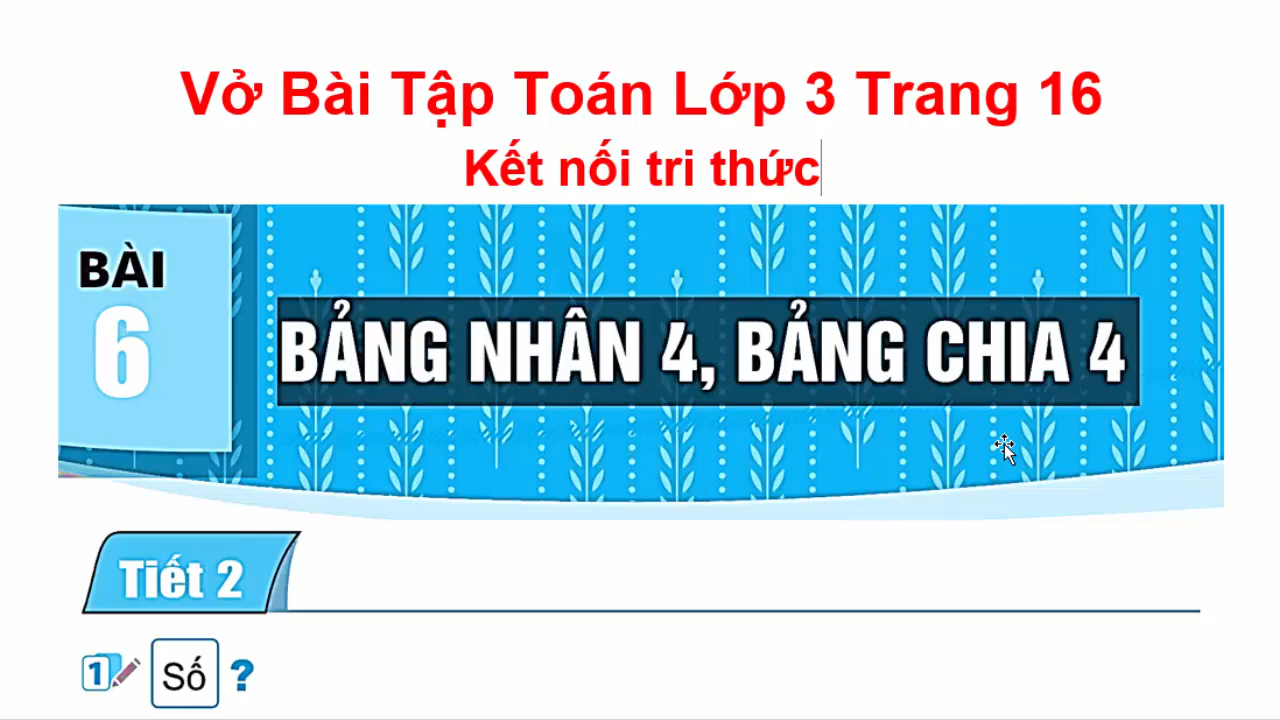 Vở Bài Tập Toán Lớp 3 Trang 16
Kết nối tri thức
BÀI
6
BẢNG NHÂN 4, BẢNG CHIA 4
Tiết 2
1 Số ?